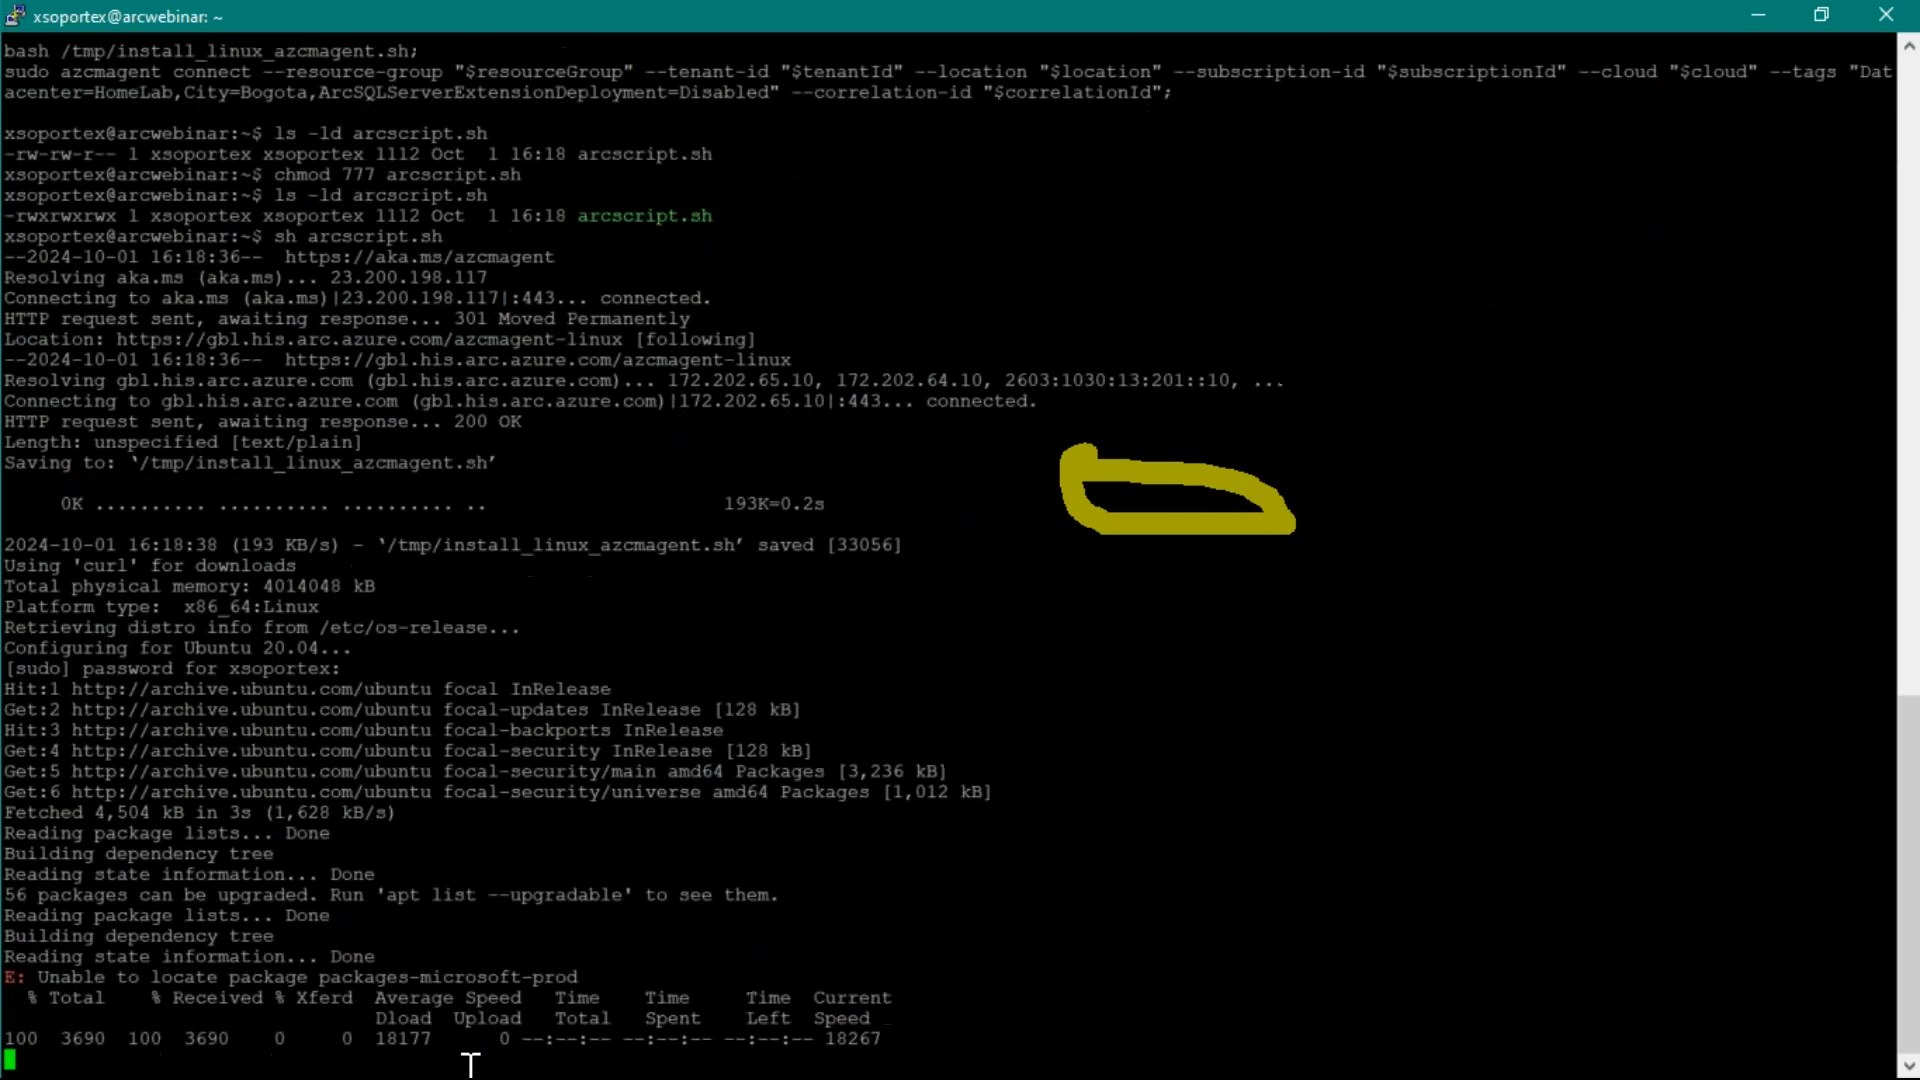 xsoportex@arcwebinar: ~
bash /tmp/install_linux_azcmagent.sh;
sudo azcmagent connect --resource-group "$resourceGroup" --tenant-id "$tenantId" --location "$location" --subscription-id "$subscriptionId" --cloud "$cloud" --tags "Dat
acenter=HomeLab,City=Bogota,ArcSQLServerExtensionDeployment=Disabled" --correlation-id "$correlationId";
xsoportex@arcwebinar:~$ ls -ld arcscript.sh
-rw-rw-r-- 1 xsoportex xsoportex 1112 Oct  1 16:18 arcscript.sh
xsoportex@arcwebinar:~$ chmod 777 arcscript.sh
xsoportex@arcwebinar:~$ ls -ld arcscript.sh
-rwxrwxrwx 1 xsoportex xsoportex 1112 Oct  1 16:18 arcscript.sh
xsoportex@arcwebinar:~$ sh arcscript.sh
--2024-10-01 16:18:36--  https://aka.ms/azcmagent
Resolving aka.ms (aka.ms)... 23.200.198.117
Connecting to aka.ms (aka.ms)|23.200.198.117|:443... connected.
HTTP request sent, awaiting response... 301 Moved Permanently
Location: https://gbl.his.arc.azure.com/azcmagent-linux [following]
--2024-10-01 16:18:36--  https://gbl.his.arc.azure.com/azcmagent-linux
Resolving gbl.his.arc.azure.com (gbl.his.arc.azure.com)... 172.202.65.10, 172.202.64.10, 2603:1030:13:201::10, ...
Connecting to gbl.his.arc.azure.com (gbl.his.arc.azure.com)|172.202.65.10|:443... connected.
HTTP request sent, awaiting response... 200 OK
Length: unspecified [text/plain]
Saving to: ‘/tmp/install_linux_azcmagent.sh’
     0K .......... .......... .......... ..                      193K=0.2s
2024-10-01 16:18:38 (193 KB/s) - ‘/tmp/install_linux_azcmagent.sh’ saved [33056]
Using 'curl' for downloads
Total physical memory: 4014048 kB
Platform type:  x86_64:Linux
Retrieving distro info from /etc/os-release...
Configuring for Ubuntu 20.04...
[sudo] password for xsoportex:
Hit:1 http://archive.ubuntu.com/ubuntu focal InRelease
Get:2 http://archive.ubuntu.com/ubuntu focal-updates InRelease [128 kB]
Hit:3 http://archive.ubuntu.com/ubuntu focal-backports InRelease
Get:4 http://archive.ubuntu.com/ubuntu focal-security InRelease [128 kB]
Get:5 http://archive.ubuntu.com/ubuntu focal-security/main amd64 Packages [3,236 kB]
Get:6 http://archive.ubuntu.com/ubuntu focal-security/universe amd64 Packages [1,012 kB]
Fetched 4,504 kB in 3s (1,628 kB/s)
Reading package lists... Done
Building dependency tree
Reading state information... Done
56 packages can be upgraded. Run 'apt list --upgradable' to see them.
Reading package lists... Done
Building dependency tree
Reading state information... Done
E: Unable to locate package packages-microsoft-prod
  % Total    % Received % Xferd  Average Speed   Time    Time     Time  Current
                                 Dload  Upload   Total   Spent    Left  Speed
100  3690  100  3690    0     0  18177      0 --:--:-- --:--:-- --:--:-- 18267